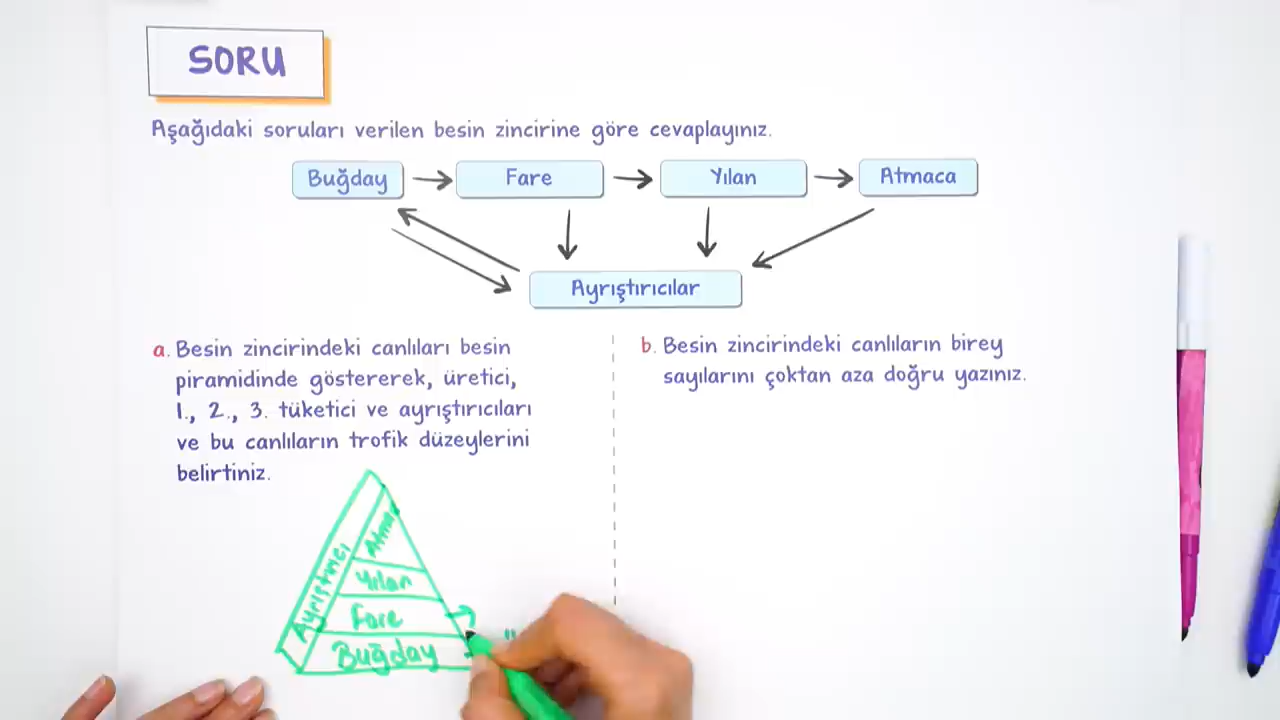 SORU
Aşağıdaki soruları verilen besin zincirine göre cevaplayınız.
Buğday
Fare
Yılan
Atmaca
Ayrıştırıcılar
a. Besin zincirindeki canlıları besin
piramidinde göstererek, üretici,
1., 2., 3. tüketici ve ayrıştırıcıları
ve bu canlıların trofik düzeylerini
belirtiniz.
b. Besin zincirindeki canlıların birey
sayılarını çoktan aza doğru yazınız.
Ayrıştırıcı
Yılan
Fare
Buğday